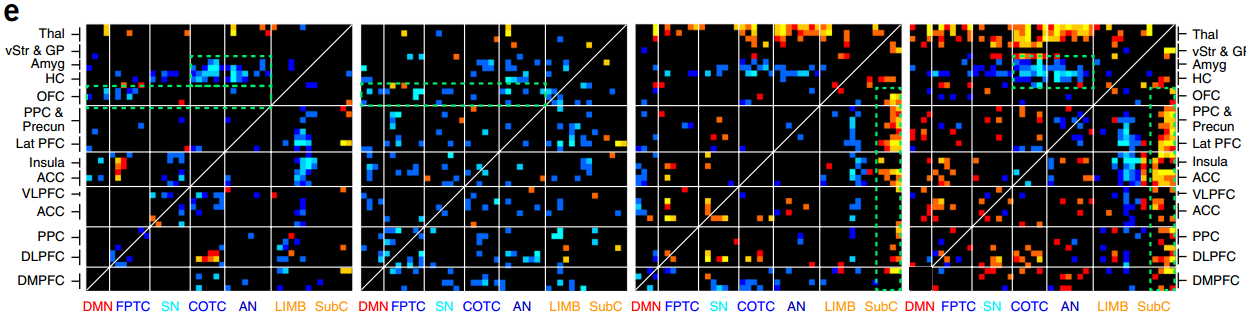 e
Thal
vStr & GP
Amyg
HC
OFC
PPC &
Precun
Lat PFC
Insula
ACC
VLPFC
ACC
PPC
DLPFC
DMPFC
DMN FPTC SN COTC AN LIMB SubC
DMN FPTC SN COTC AN LIMB SubC
DMN FPTC SN COTC AN LIMB SubC
DMN FPTC SN COTC AN LIMB SubC
Thal
vStr & GP
Amyg
HC
OFC
PPC &
Precun
Lat PFC
Insula
ACC
VLPFC
ACC
PPC
DLPFC
DMPFC